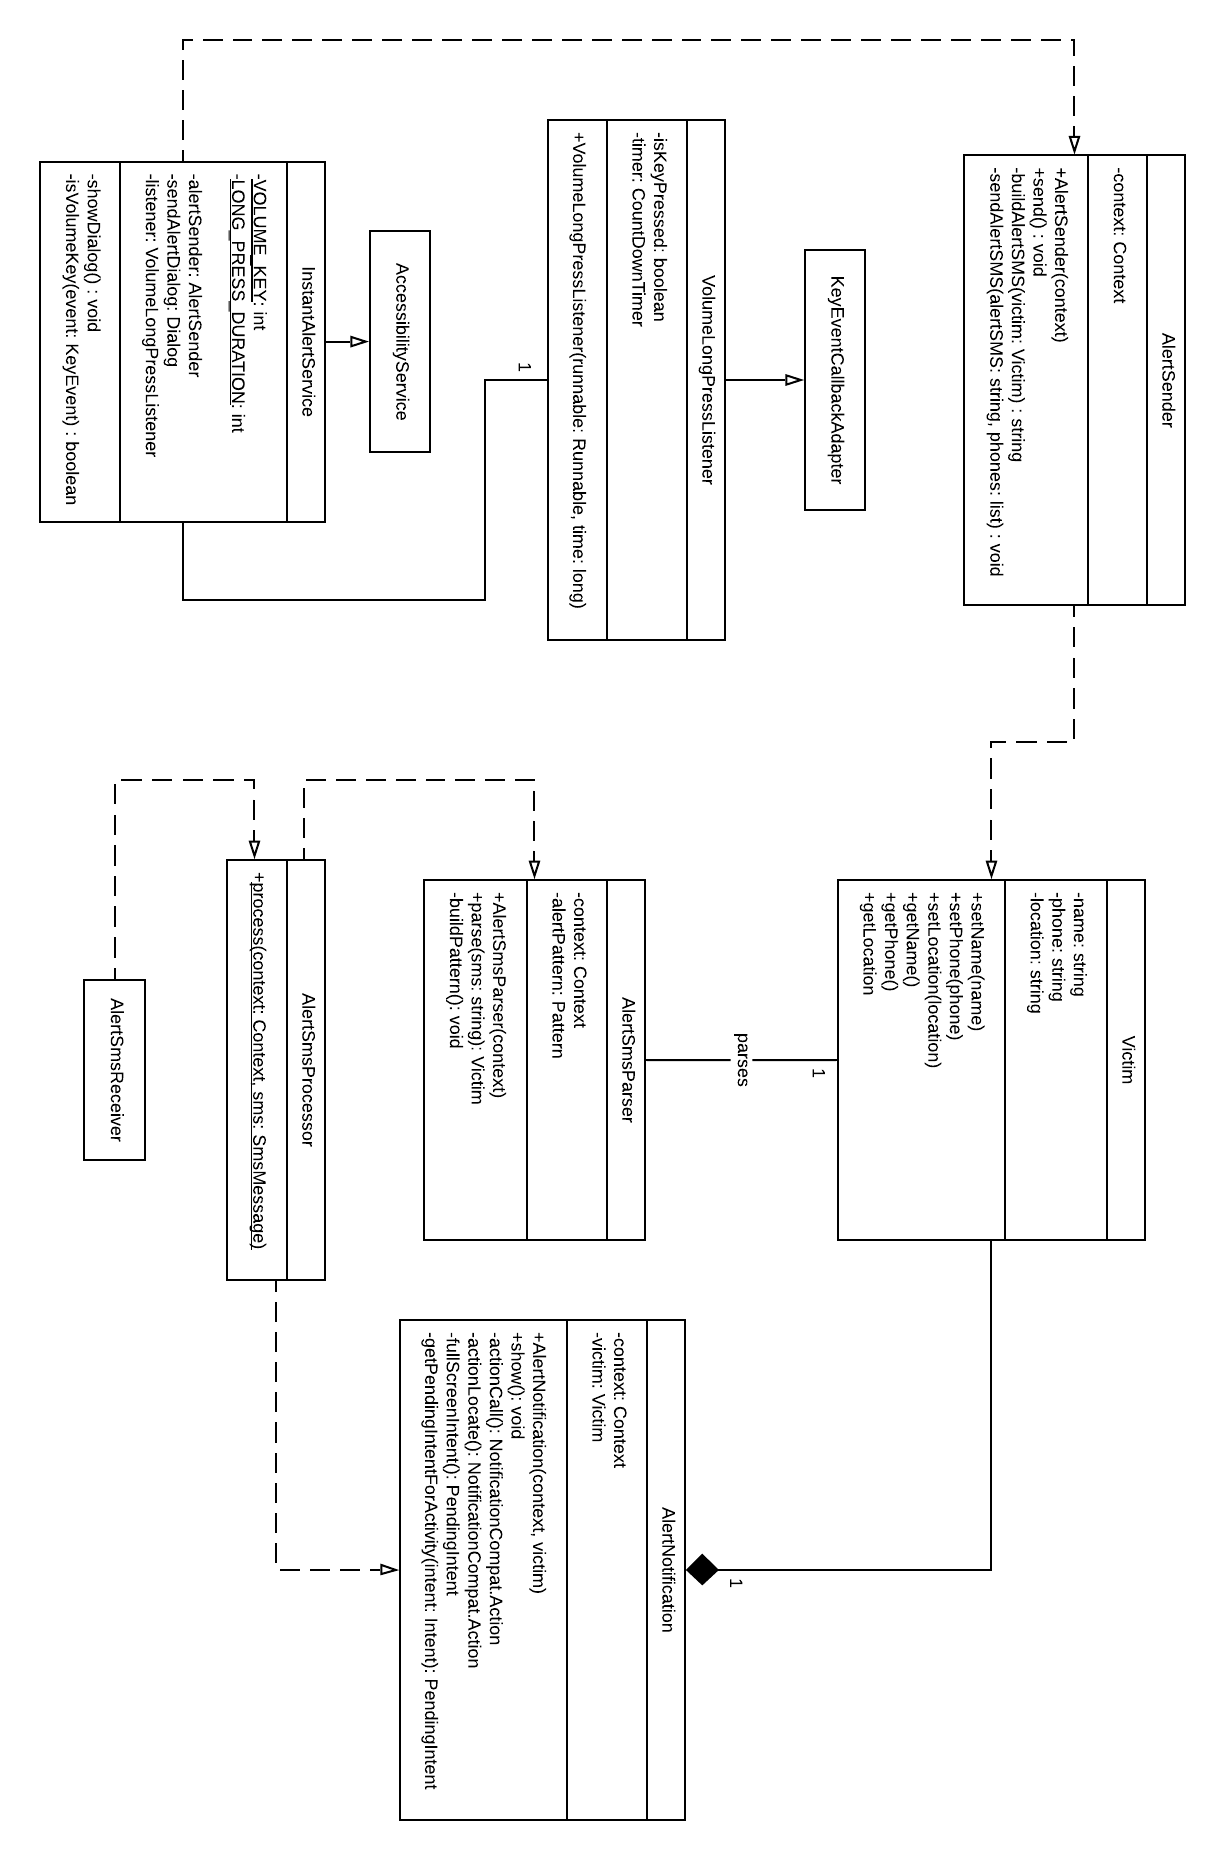 AlertSender
-context: Context
+AlertSender(context)
+send() : void
-buildAlertSMS(victim: Victim) : string
-sendAlertSMS(alertSMS: string, phones: list) : void
Victim
-name: string
-phone: string
-location: string
+setName(name)
+setPhone(phone)
+setLocation(location)
+getName()
+getPhone()
+getLocation
1
parses
1
KeyEventCallbackAdapter
VolumeLongPressListener
-isKeyPressed: boolean
-timer: CountDownTimer
+VolumeLongPressListener(runnable: Runnable, time: long)
1
AlertSmsParser
-context: Context
-alertPattern: Pattern
+AlertSmsParser(context)
+parse(sms: string): Victim
-buildPattern(): void
AlertNotification
-context: Context
-victim: Victim
+AlertNotification(context, victim)
+show(): void
-actionCall(): NotificationCompat.Action
-actionLocate(): NotificationCompat.Action
-fullScreenIntent(): PendingIntent
-getPendingIntentForActivity(intent: Intent): PendingIntent
AccessibilityService
InstantAlertService
-VOLUME_KEY: int
-LONG_PRESS_DURATION: int
-alertSender: AlertSender
-sendAlertDialog: Dialog
-listener: VolumeLongPressListener
-showDialog() : void
-isVolumeKey(event: KeyEvent) : boolean
AlertSmsProcessor
+process(context: Context, sms: SmsMessage)
AlertSmsReceiver